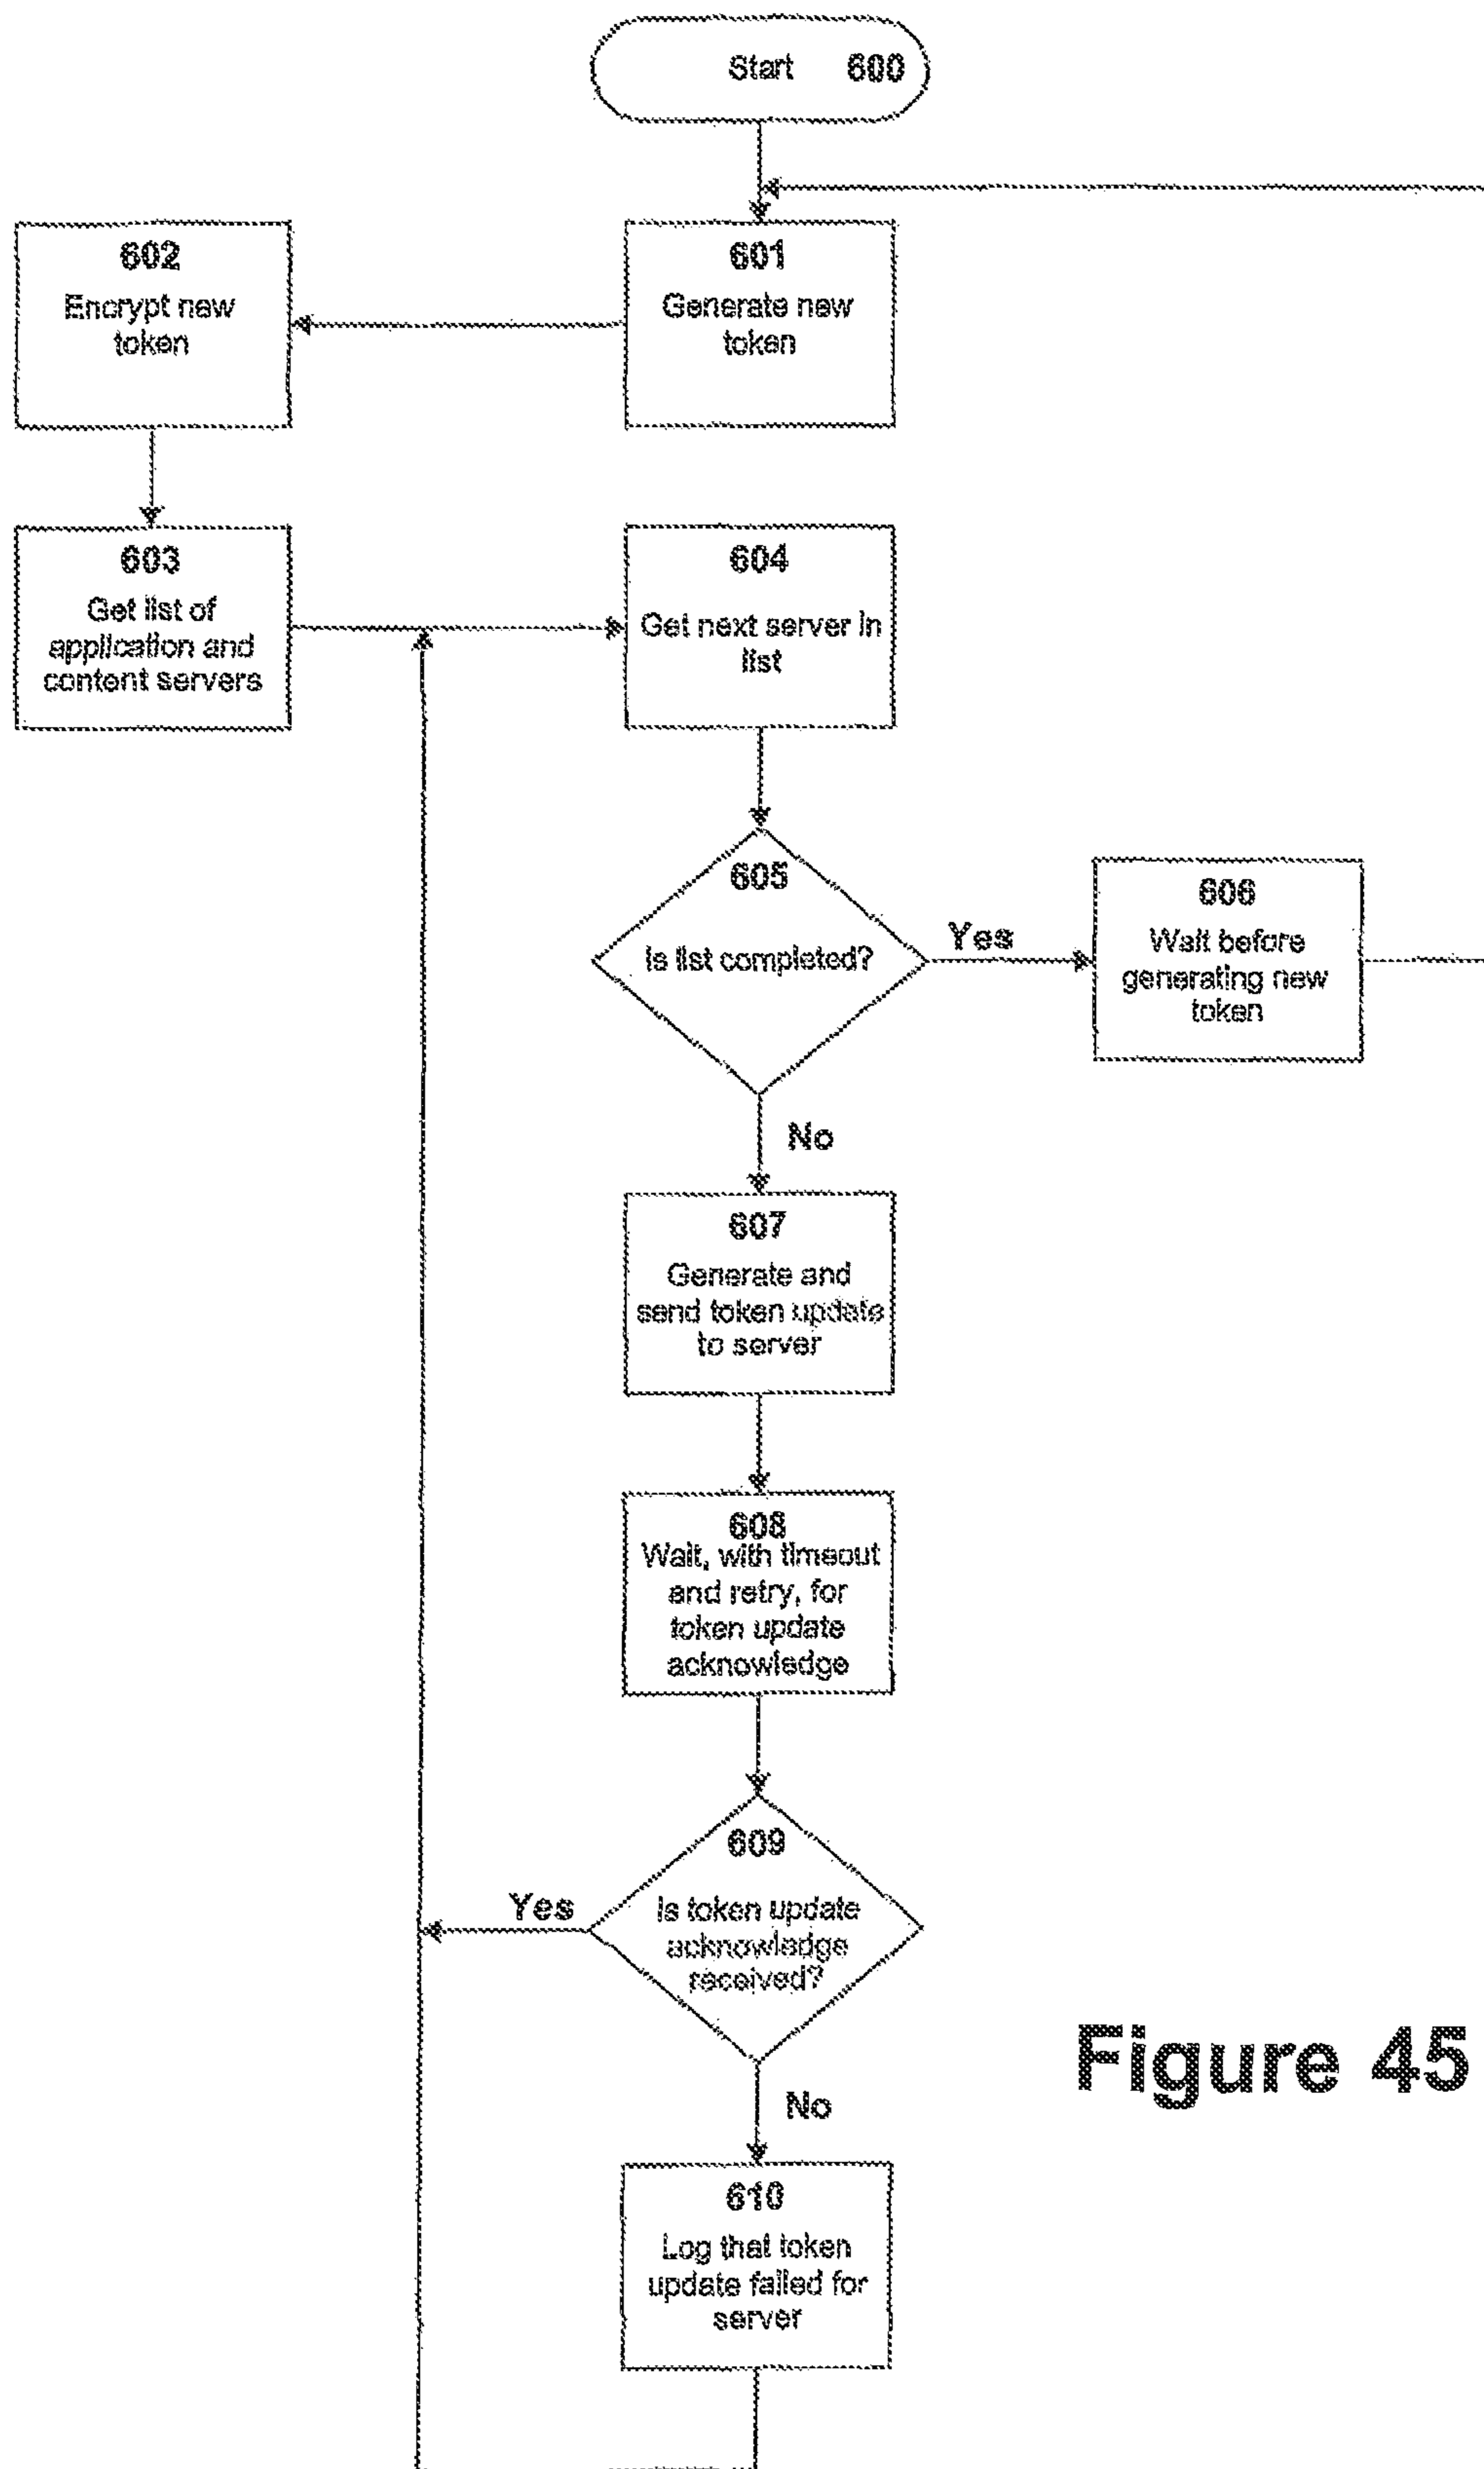 Start 600
602
Encrypt new
token
601
Generate new
token
603
Get list of
application and
content servers
604
Get next server in
list
605
Is list completed?
Yes
606
Wait before
generating new
token
No
607
Generate and
send token update
to server
608
Wait, with timeout
and retry, for
token update
acknowledge
609
Is token update
acknowledge
received?
Yes
No
610
Log that token
update failed for
server
Figure 45